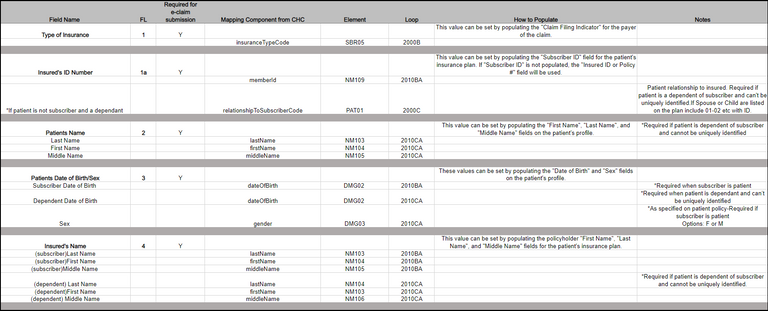 Field Name FL Required for e-claim submission Mapping Component from CHC Element Loop How to Populate Notes
Type of Insurance 1 Y This value can be set by populating the "Claim Filing Indicator" for the payer of the claim.
insuranceTypeCode SBR05 2000B
Insured's ID Number 1a Y This value can be set by populating the "Subscriber ID" field for the patient's insurance plan. If "Subscriber ID" is not populated, the "Insured ID or Policy #" field will be used.
memberId NM109 2010BA
*If patient is not subscriber and a dependant relationshipToSubscriberCode PAT01 2000C Patient relationship to insured. Required if patient is a dependent of subscriber and can't be uniquely identified.If Spouse or Child are listed on the plan include 01-02 etc with ID.
Patients Name 2 Y This value can be set by populating the "First Name", "Last Name", and "Middle Name" fields on the patient's profile. *Required if patient is dependent of subscriber and cannot be uniquely identified
Last Name lastName NM103 2010CA
First Name firstName NM104 2010CA
Middle Name middleName NM105 2010CA
Patients Date of Birth/Sex 3 Y These values can be set by populating the "Date of Birth" and "Sex" fields on the patient's profile.
Subscriber Date of Birth dateOfBirth DMG02 2010BA *Required when subscriber is patient
Dependent Date of Birth dateOfBirth DMG02 2010CA *Required when patient is dependant and can't be uniquely identified
Sex gender DMG03 2010CA *As specified on patient policy-Required if subscriber is patient Options: F or M
Insured's Name 4 Y This value can be set by populating the policyholder "First Name", "Last Name", and "Middle Name" fields for the patient's insurance plan
(subscriber)Last Name lastName NM103 2010BA
(subscriber)First Name firstName NM104 2010BA
(subscriber)Middle Name middleName NM105 2010BA
(dependent) Last Name lastName NM104 2010CA *Required if patient is dependent of subscriber and cannot be uniquely identified
(dependent)First Name firstName NM103 2010CA
(dependent) Middle Name middleName NM106 2010CA